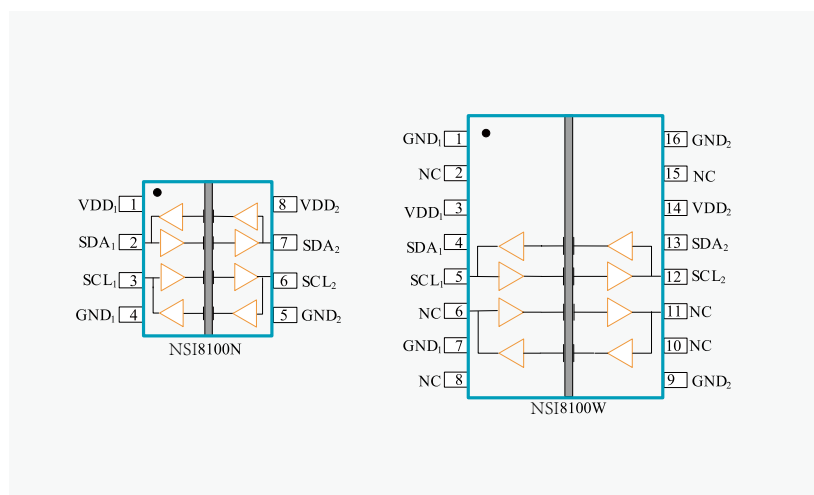 VDD₁ 1
8 VDD₂
SDA₁ 2
7 SDA₂
SCL₁ 3
6 SCL₂
GND₁ 4
5 GND₂
NSI8100N
GND₁ 1
16 GND₂
NC 2
15 NC
VDD₁ 3
14 VDD₂
SDA₁ 4
13 SDA₂
SCL₁ 5
12 SCL₂
NC 6
11 NC
GND₁ 7
10 NC
NC 8
9 GND₂
NSI8100W